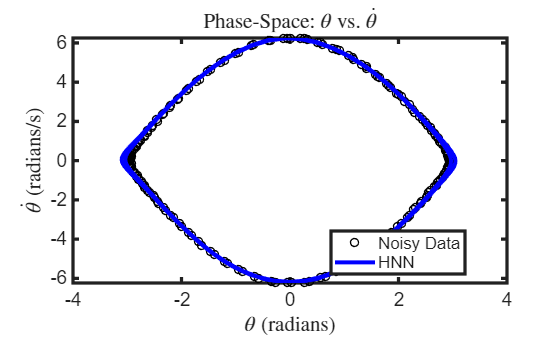 Phase-Space: θ vs. θ̇
6
4
2
0
-2
-4
-6
θ̇ (radians/s)
Noisy Data
HNN
-4 -2 0 2 4
θ (radians)